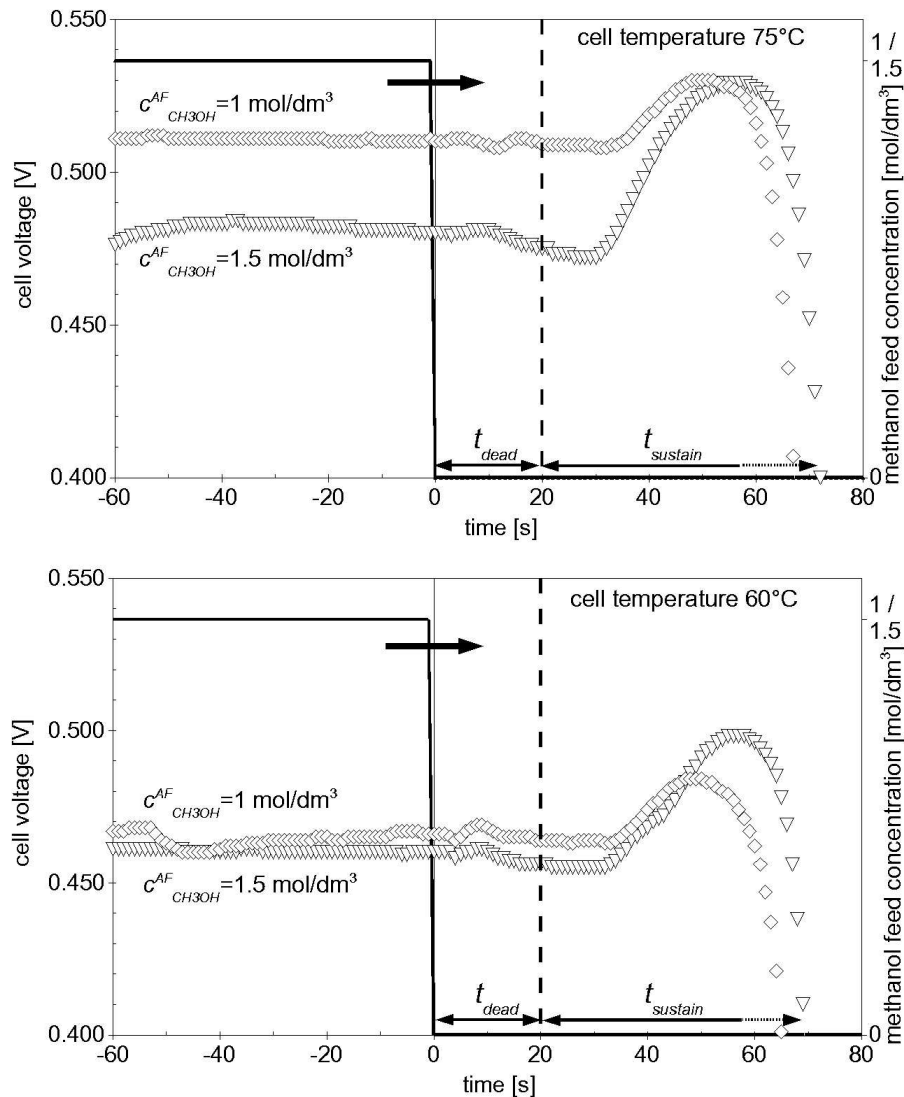 0.550
0.500
0.450
0.400
cell voltage [V]
cell temperature 75°C
c^AF_CH3OH=1 mol/dm³
c^AF_CH3OH=1.5 mol/dm³
t_dead
t_sustain
1 /
1.5
0
methanol feed concentration [mol/dm³]
-60 -40 -20 0 20 40 60 80
time [s]
0.550
0.500
0.450
0.400
cell voltage [V]
cell temperature 60°C
c^AF_CH3OH=1 mol/dm³
c^AF_CH3OH=1.5 mol/dm³
t_dead
t_sustain
1 /
1.5
0
methanol feed concentration [mol/dm³]
-60 -40 -20 0 20 40 60 80
time [s]